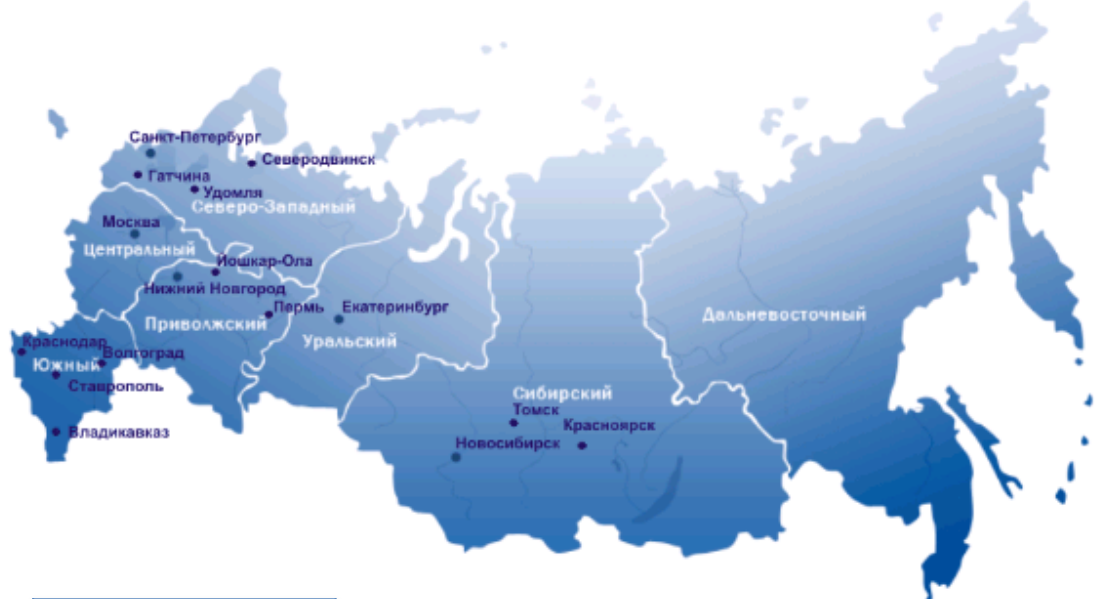 Санкт-Петербург
Северодвинск
Гатчина
Удомля
Северо-Западный
Москва
Центральный
Йошкар-Ола
Нижний Новгород
Пермь
Екатеринбург
Приволжский
Уральский
Дальневосточный
Краснодар
Волгоград
Южный
Ставрополь
Сибирский
Томск
Красноярск
Владикавказ
Новосибирск